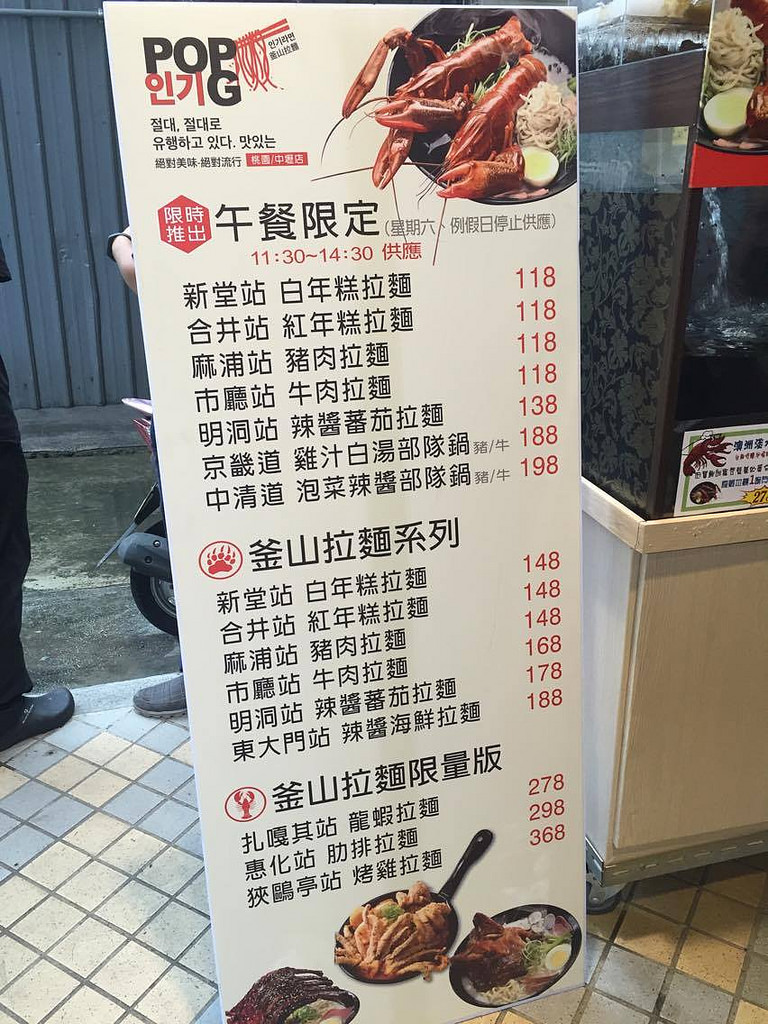 POP
인기G
인기라면
釜山拉麵
절대, 절대로
유행하고 있다. 맛있는
絕對美味-絕對流行 桃園/中壢店
限時推出 午餐限定 (星期六、例假日停止供應)
11:30~14:30 供應
新堂站 白年糕拉麵 118
合井站 紅年糕拉麵 118
麻浦站 豬肉拉麵 118
市廳站 牛肉拉麵 118
明洞站 辣醬蕃茄拉麵 138
京畿道 雞汁白湯部隊鍋 豬/牛 188
中清道 泡菜辣醬部隊鍋 豬/牛 198
釜山拉麵系列
新堂站 白年糕拉麵 148
合井站 紅年糕拉麵 148
麻浦站 豬肉拉麵 148
市廳站 牛肉拉麵 168
明洞站 辣醬蕃茄拉麵 178
東大門站 辣醬海鮮拉麵 188
釜山拉麵限量版
扎嘎其站 龍蝦拉麵 278
惠化站 肋排拉麵 298
狹鷗亭站 烤雞拉麵 368
澳洲